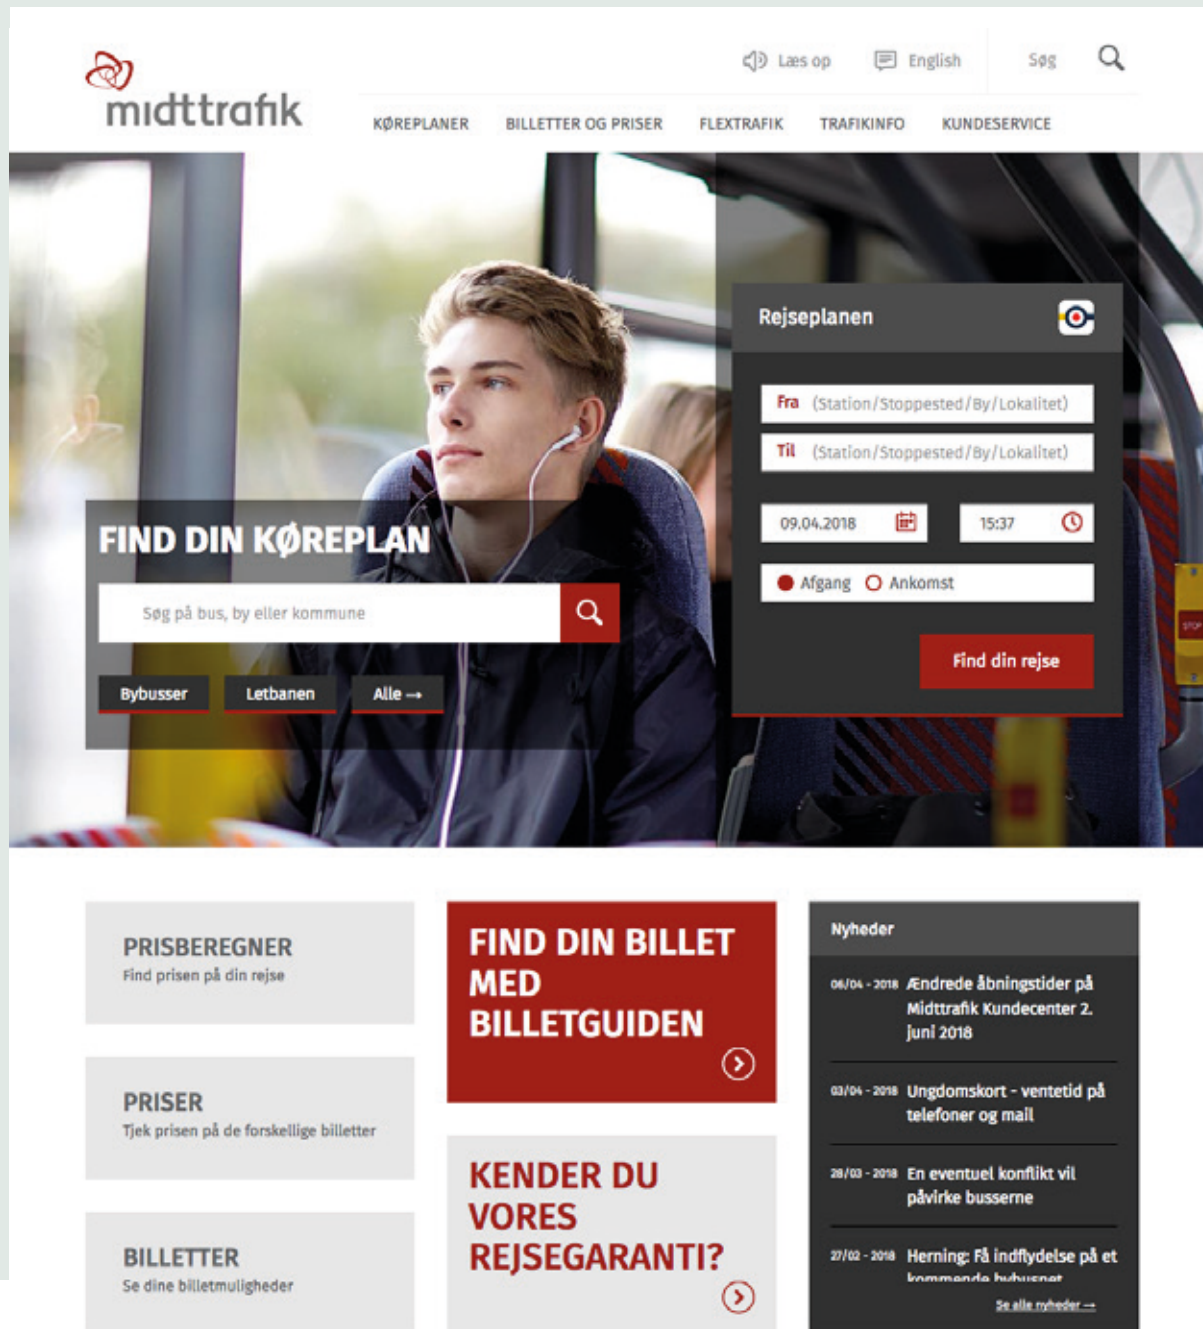 Læs op
English
Søg
midttrafik
KØREPLANER
BILLETTER OG PRISER
FLEXTRAFIK
TRAFIKINFO
KUNDESERVICE
FIND DIN KØREPLAN
Søg på bus, by eller kommune
Bybusser
Letbanen
Alle →
Rejseplanen
Fra (Station/Stoppested/By/Lokalitet)
Til (Station/Stoppested/By/Lokalitet)
09.04.2018
15:37
Afgang
Ankomst
Find din rejse
STOP
PRISBEREGNER
Find prisen på din rejse
PRISER
Tjek prisen på de forskellige billetter
BILLETTER
Se dine billetmuligheder
FIND DIN BILLET
MED
BILLETGUIDEN
KENDER DU
VORES
REJSEGARANTI?
Nyheder
06/04 - 2018 Ændrede åbningstider på
Midttrafik Kundecenter 2.
juni 2018
03/04 - 2018 Ungdomskort - ventetid på
telefoner og mail
28/03 - 2018 En eventuel konflikt vil
påvirke busserne
27/02 - 2018 Herning: Få indflydelse på et
kommende bybusnet
Se alle nyheder →